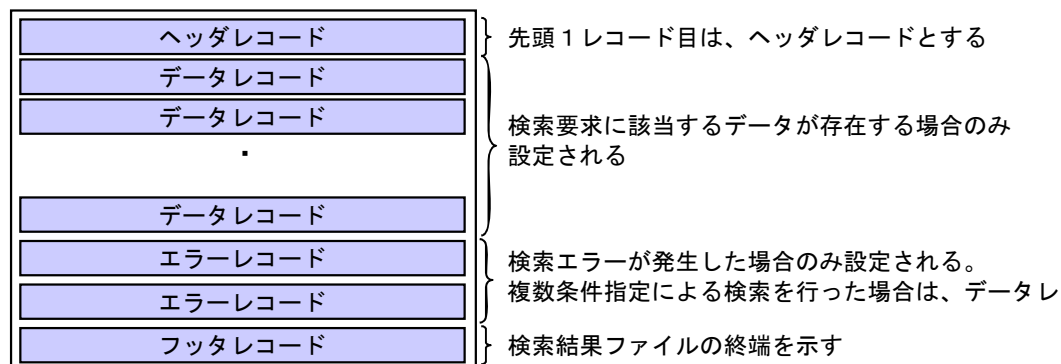 ヘッダレコード
先頭１レコード目は、ヘッダレコードとする
データレコード
データレコード
・
検索要求に該当するデータが存在する場合のみ
設定される
データレコード
エラーレコード
エラーレコード
検索エラーが発生した場合のみ設定される。
複数条件指定による検索を行った場合は、データレ
フッタレコード
検索結果ファイルの終端を示す